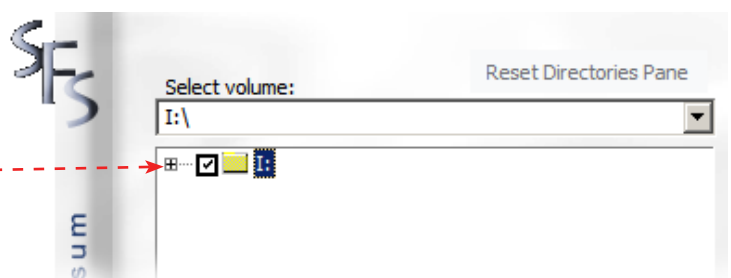 SFS
Reset Directories Pane
Select volume:
I:\
I:
sum